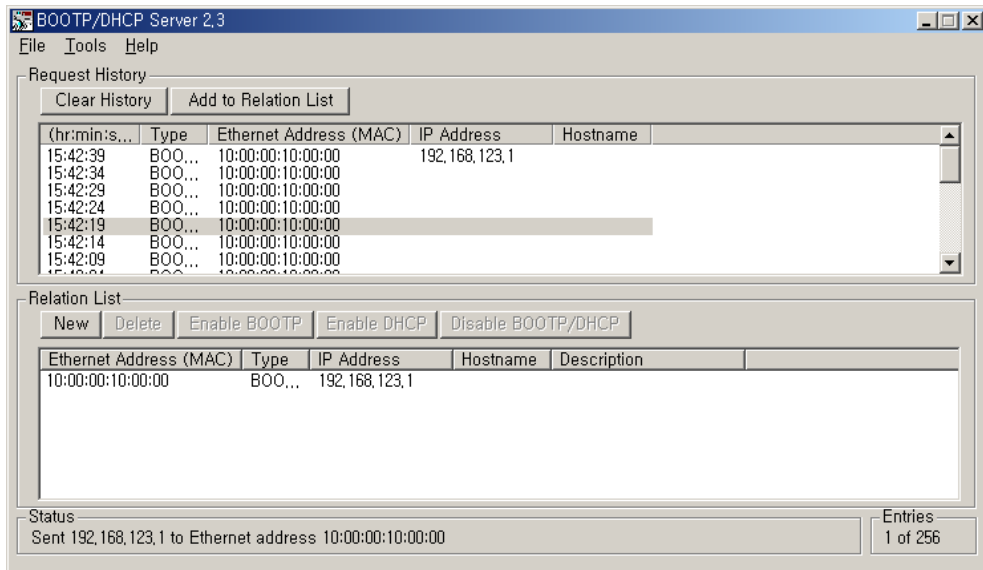 BOOTP/DHCP Server 2,3
File Tools Help
Request History
Clear History Add to Relation List
(hr:min:s... Type Ethernet Address (MAC) IP Address Hostname
15:42:39 BOO... 10:00:00:10:00:00 192,168,123,1
15:42:34 BOO... 10:00:00:10:00:00
15:42:29 BOO... 10:00:00:10:00:00
15:42:24 BOO... 10:00:00:10:00:00
15:42:19 BOO... 10:00:00:10:00:00
15:42:14 BOO... 10:00:00:10:00:00
15:42:09 BOO... 10:00:00:10:00:00
Relation List
New Delete Enable BOOTP Enable DHCP Disable BOOTP/DHCP
Ethernet Address (MAC) Type IP Address Hostname Description
10:00:00:10:00:00 BOO... 192,168,123,1
Status
Sent 192,168,123,1 to Ethernet address 10:00:00:10:00:00
Entries
1 of 256